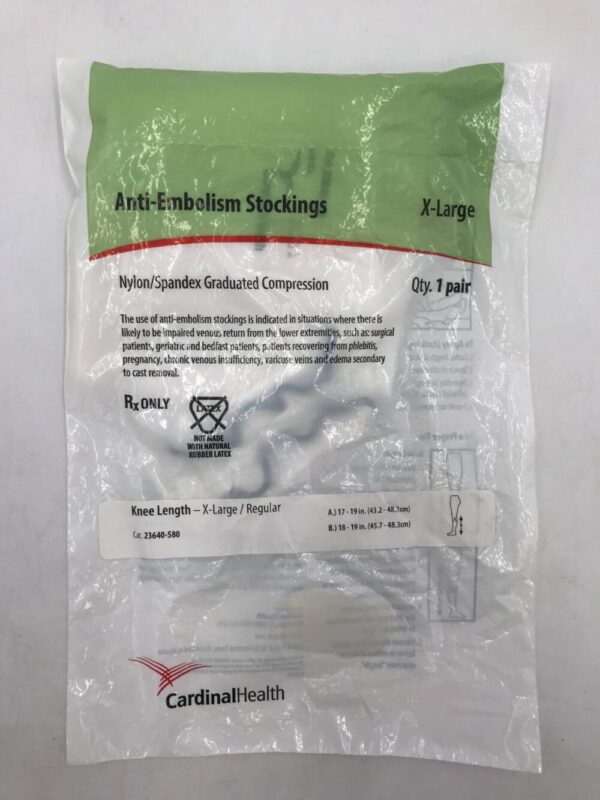 Anti-Embolism Stockings X-Large
Nylon/Spandex Graduated Compression Qty. 1 pair
The use of anti-embolism stockings is indicated in situations where there is
likely to be impaired venous return from the lower extremities, such as: surgical
patients, geriatric and bedfast patients, patients recovering from phlebitis,
pregnancy, chronic venous insufficiency, varicose veins and edema secondary
to cast removal.
Rx ONLY
LATEX
NOT MADE
WITH NATURAL
RUBBER LATEX
Knee Length – X-Large / Regular A.) 17 - 19 in. (43.2 - 48.3cm)
Cat. 23640-580 B.) 18 - 19 in. (45.7 - 48.3cm)
CardinalHealth